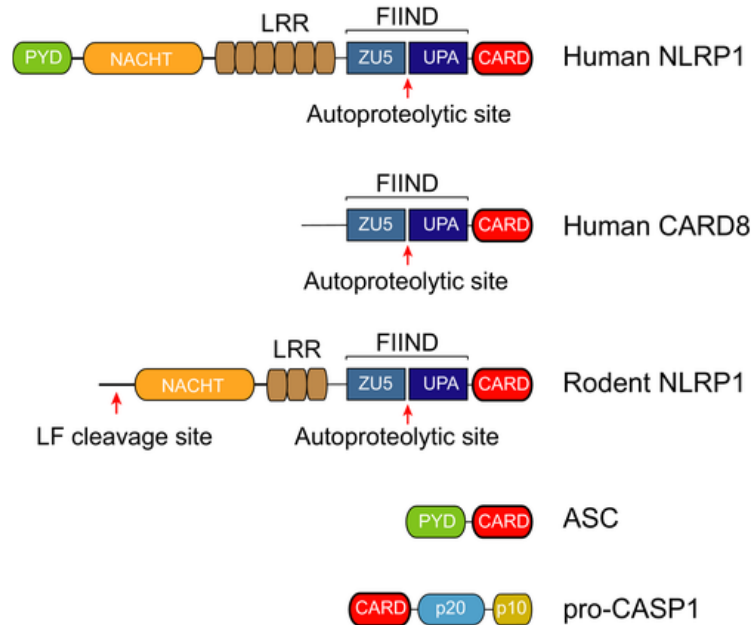 LRR FIIND
PYD NACHT ZU5 UPA CARD Human NLRP1
Autoproteolytic site
FIIND
ZU5 UPA CARD Human CARD8
Autoproteolytic site
LRR FIIND
NACHT ZU5 UPA CARD Rodent NLRP1
LF cleavage site Autoproteolytic site
PYD CARD ASC
CARD p20 p10 pro-CASP1